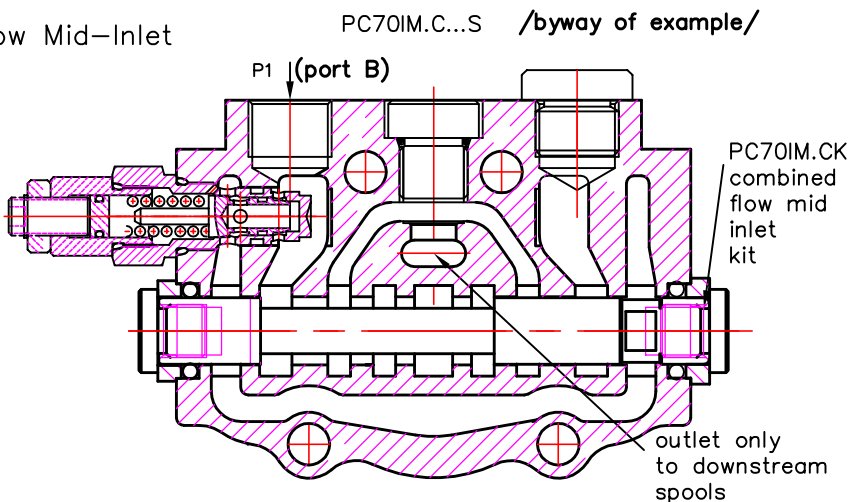 PC70IM.C...S /byway of example/
ow Mid-Inlet
P1 (port B)
PC70IM.CK
combined
flow mid
inlet
kit
outlet only
to downstream
spools